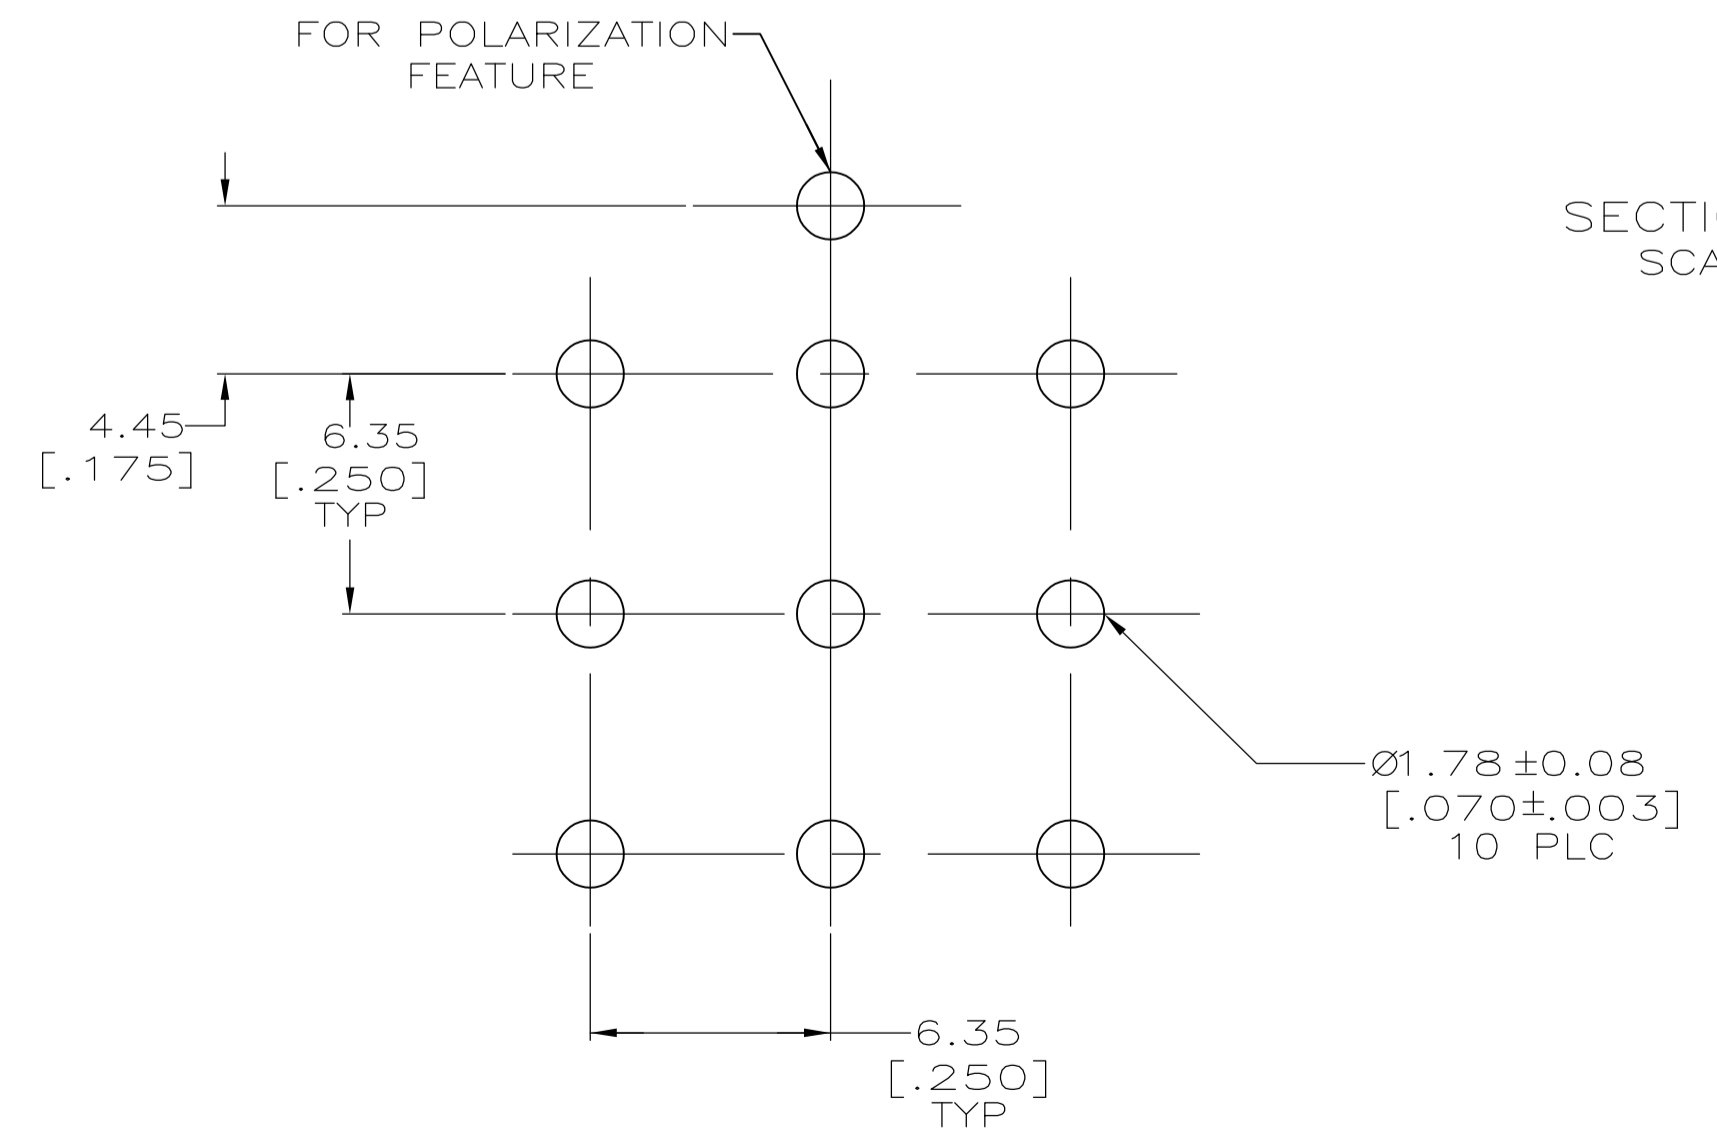 FOR POLARIZATION
FEATURE
SECTI
SCA
4.45
[.175]
6.35
[.250]
TYP
Ø1.78±0.08
[.070±.003]
10 PLC
6.35
[.250]
TYP